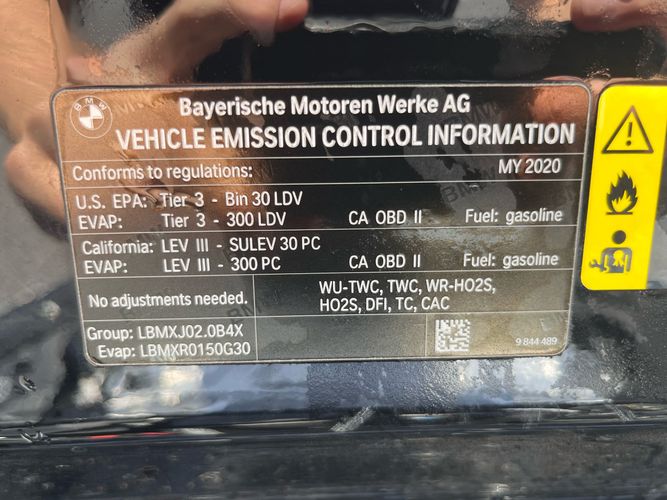 BMW
Bayerische Motoren Werke AG
VEHICLE EMISSION CONTROL INFORMATION
Conforms to regulations: MY 2020
U.S. EPA: Tier 3 - Bin 30 LDV
EVAP: Tier 3 - 300 LDV CA OBD II Fuel: gasoline
California: LEV III - SULEV 30 PC
EVAP: LEV III - 300 PC CA OBD II Fuel: gasoline
No adjustments needed. WU-TWC, TWC, WR-HO2S,
HO2S, DFI, TC, CAC
Group: LBMXJ02.0B4X
Evap: LBMXR0150G30 9 844 489